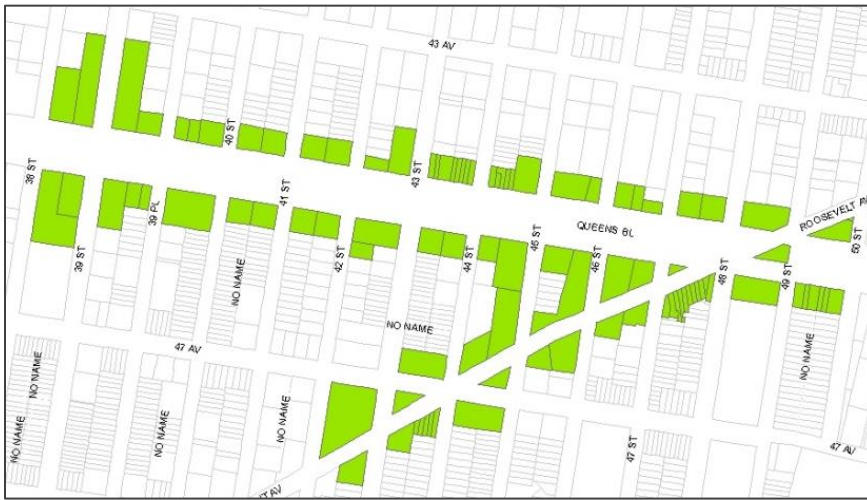 43 AV
40 ST
43 ST
38 ST
39 PL
41 ST
QUEENS BL
ROOSEVELT AV
50 ST
39 ST
42 ST
44 ST
45 ST
46 ST
48 ST
49 ST
NO NAME
NO NAME
47 AV
NO NAME
NO NAME
NO NAME
NO NAME
NO NAME
47 ST
47 AV
AV